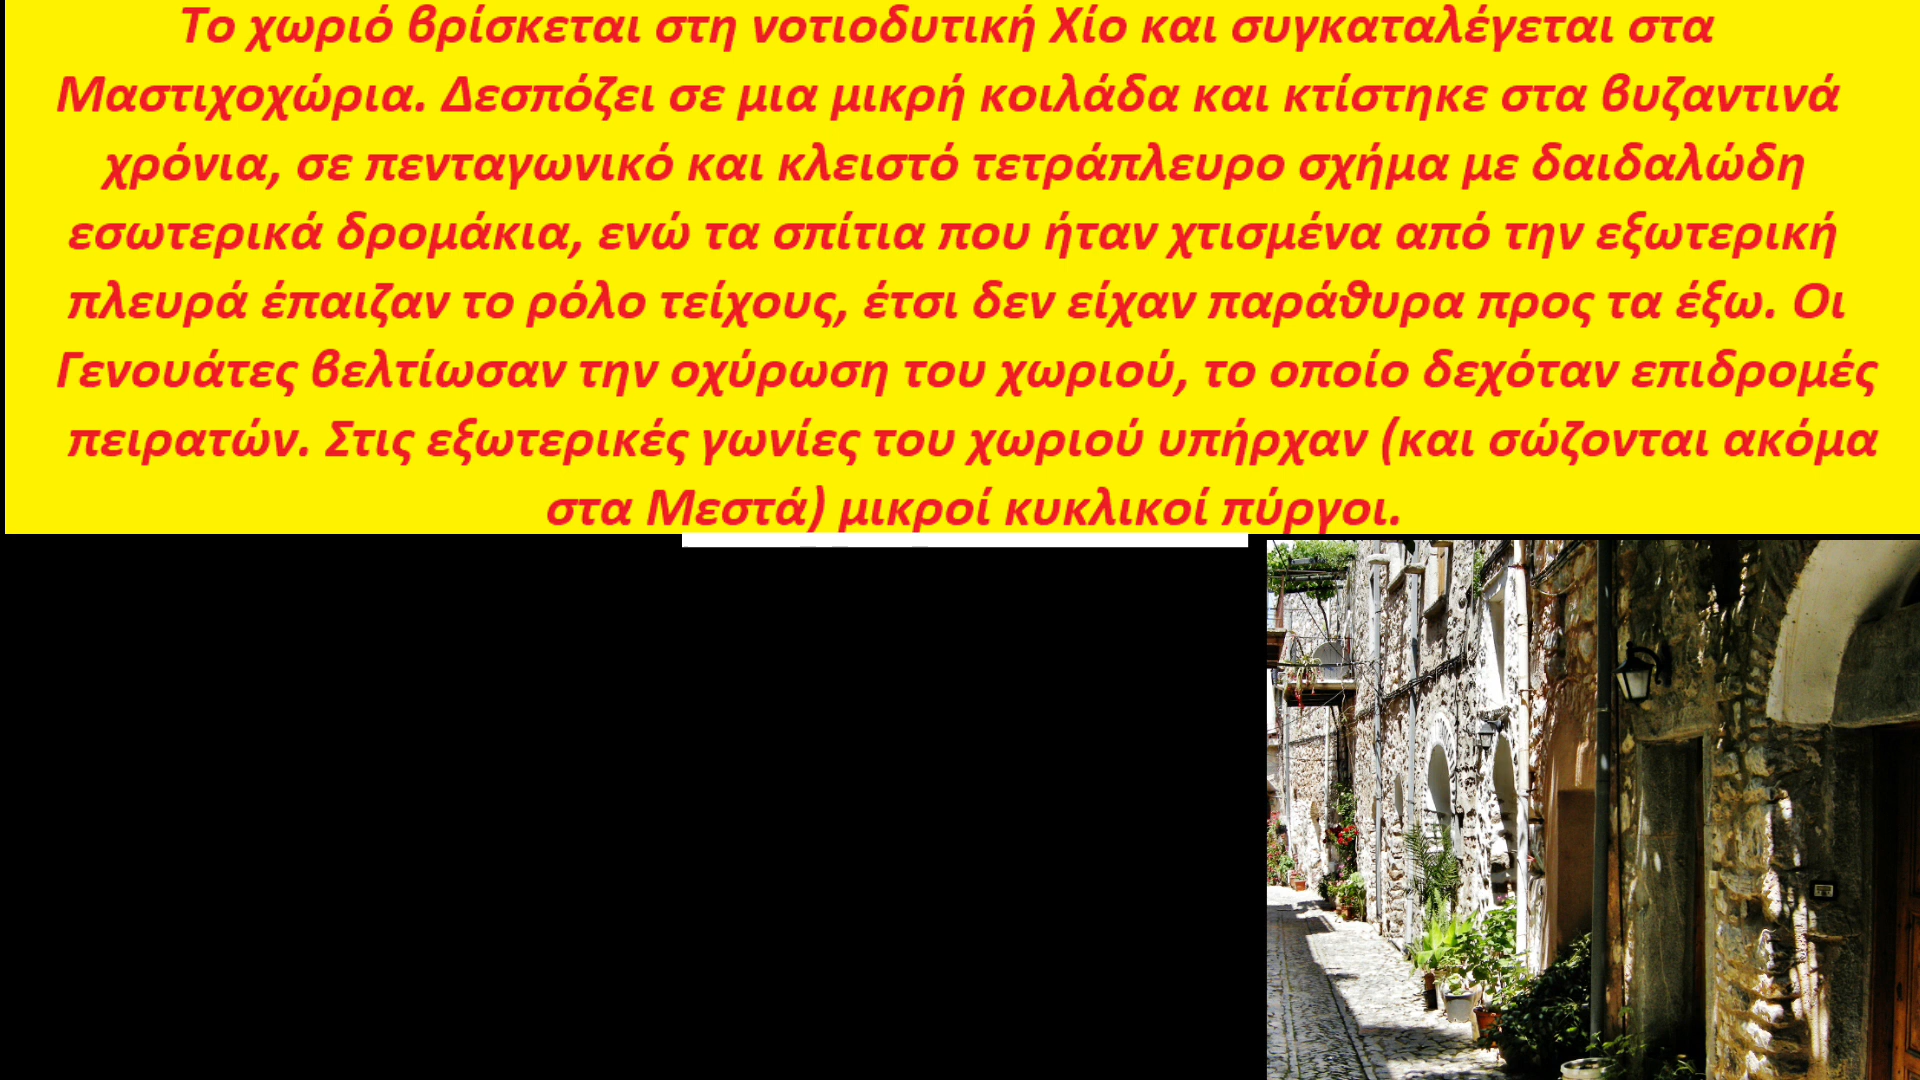 Το χωριό βρίσκεται στη νοτιοδυτική Χίο και συγκαταλέγεται στα
Μαστιχοχώρια. Δεσπόζει σε μια μικρή κοιλάδα και κτίστηκε στα βυζαντινά
χρόνια, σε πενταγωνικό και κλειστό τετράπλευρο σχήμα με δαιδαλώδη
εσωτερικά δρομάκια, ενώ τα σπίτια που ήταν χτισμένα από την εξωτερική
πλευρά έπαιζαν το ρόλο τείχους, έτσι δεν είχαν παράθυρα προς τα έξω. Οι
Γενουάτες βελτίωσαν την οχύρωση του χωριού, το οποίο δεχόταν επιδρομές
πειρατών. Στις εξωτερικές γωνίες του χωριού υπήρχαν (και σώζονται ακόμα
στα Μεστά) μικροί κυκλικοί πύργοι.